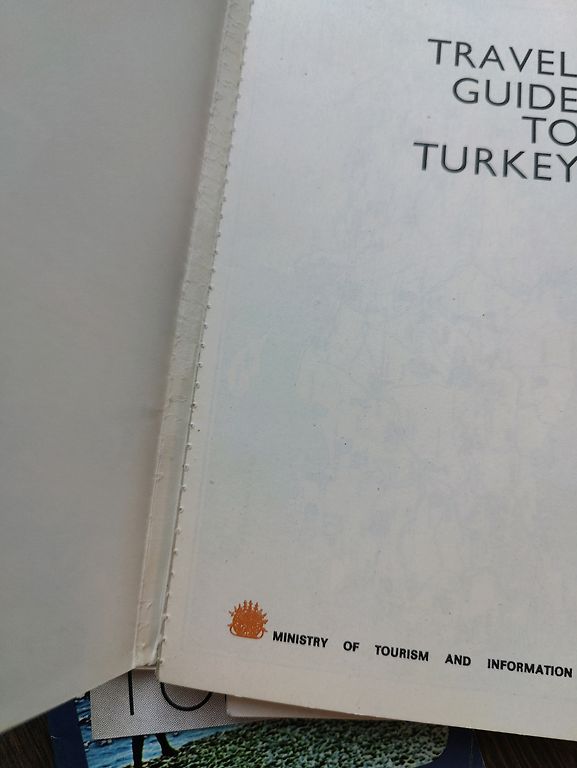 TRAVEL
GUIDE
TO
TURKEY
MINISTRY OF TOURISM AND INFORMATION